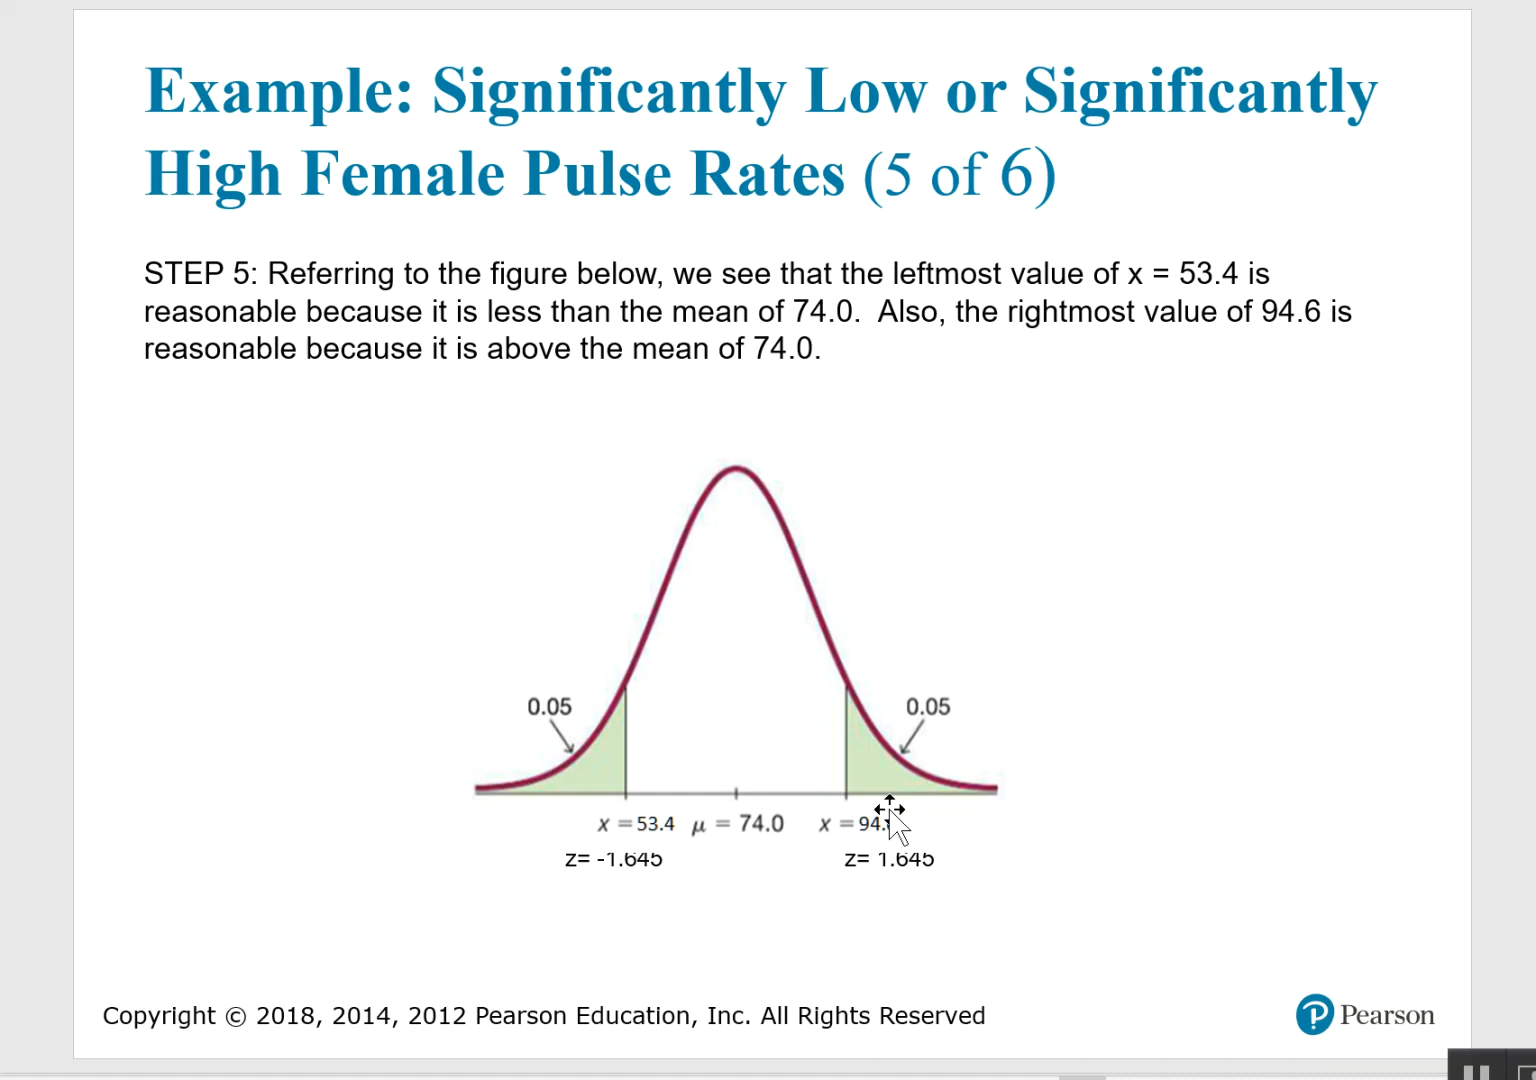 Example: Significantly Low or Significantly
High Female Pulse Rates (5 of 6)
STEP 5: Referring to the figure below, we see that the leftmost value of x = 53.4 is
reasonable because it is less than the mean of 74.0.  Also, the rightmost value of 94.6 is
reasonable because it is above the mean of 74.0.
0.05 0.05
x = 53.4 μ = 74.0 x =
z= -1.645 z= 1.645
Copyright © 2018, 2014, 2012 Pearson Education, Inc. All Rights Reserved
Pearson